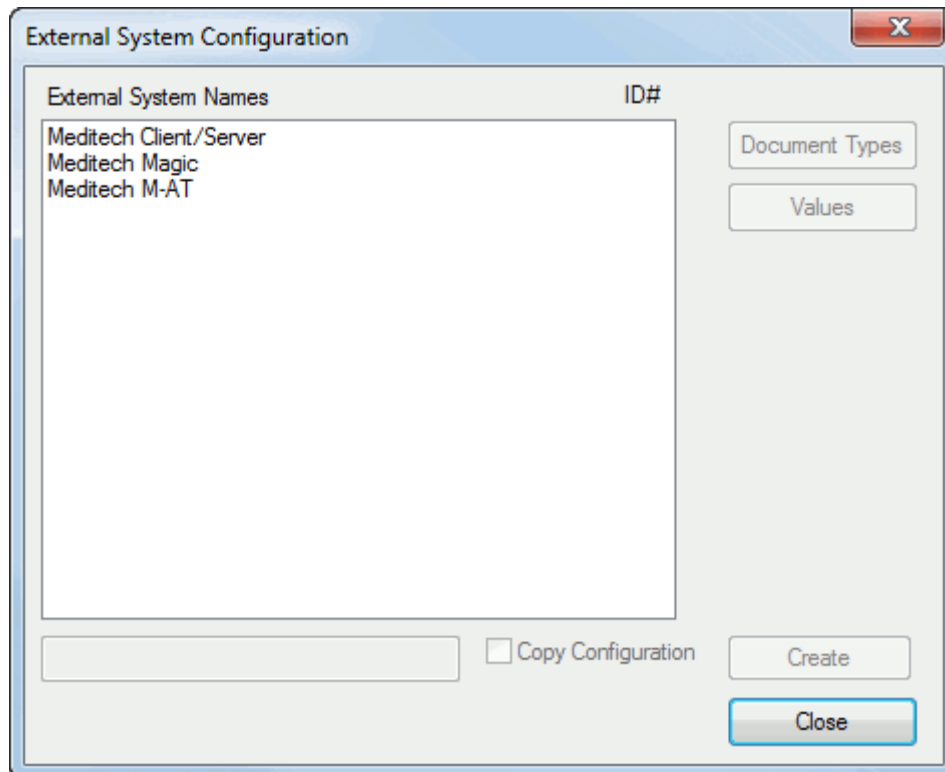 External System Configuration
External System Names ID#
Meditech Client/Server
Meditech Magic
Meditech M-AT
Document Types
Values
Copy Configuration
Create
Close